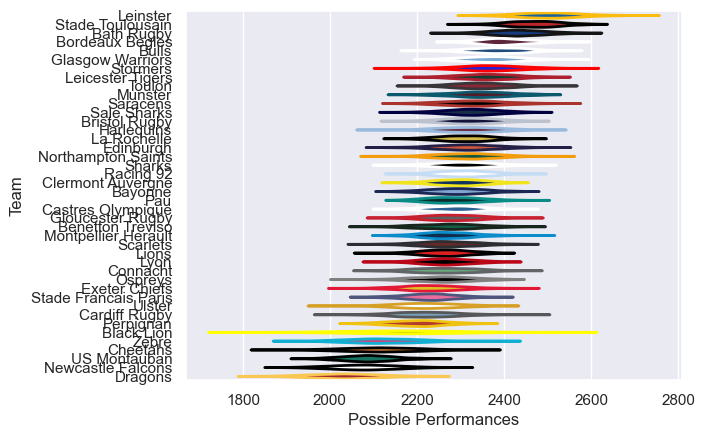 Leinster
Stade Toulousain
Bath Rugby
Bordeaux Begles
Bulls
Glasgow Warriors
Stormers
Leicester Tigers
Toulon
Munster
Saracens
Sale Sharks
Bristol Rugby
Harlequins
La Rochelle
Edinburgh
Northampton Saints
Sharks
Racing 92
Clermont Auvergne
Bayonne
Pau
Castres Olympique
Gloucester Rugby
Benetton Treviso
Montpellier Herault
Scarlets
Lions
Lyon
Connacht
Ospreys
Exeter Chiefs
Stade Francais Paris
Ulster
Cardiff Rugby
Perpignan
Black Lion
Zebre
Cheetahs
US Montauban
Newcastle Falcons
Dragons
Team
1800 2000 2200 2400 2600 2800
Possible Performances